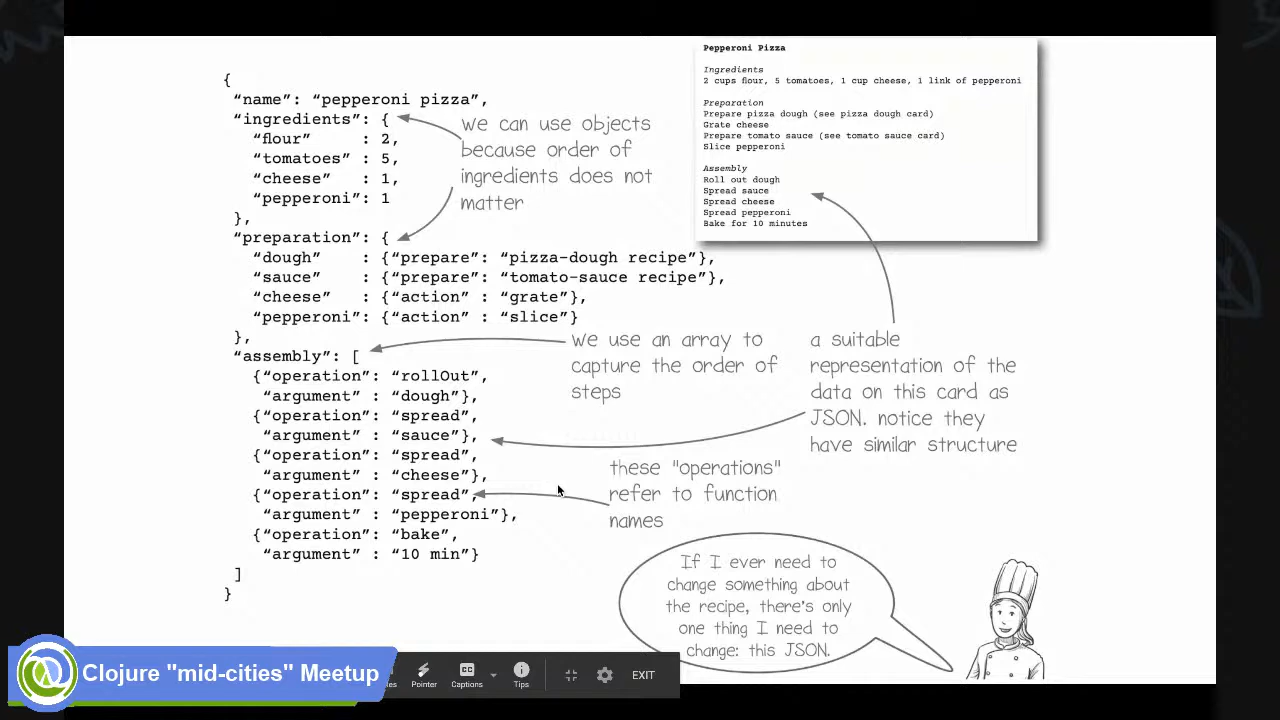 {
“name”: “pepperoni pizza”,
“ingredients”: {
“flour” : 2,
“tomatoes” : 5,
“cheese” : 1,
“pepperoni”: 1
},
“preparation”: {
“dough” : {“prepare”: “pizza-dough recipe”},
“sauce” : {“prepare”: “tomato-sauce recipe”},
“cheese” : {“action” : “grate”},
“pepperoni”: {“action” : “slice”}
},
“assembly”: [
{“operation”: “rollOut”,
“argument” : “dough”},
{“operation”: “spread”,
“argument” : “sauce”},
{“operation”: “spread”,
“argument” : “cheese”},
{“operation”: “spread”,
“argument” : “pepperoni”},
{“operation”: “bake”,
“argument” : “10 min”}
]
}
we can use objects
because order of
ingredients does not
matter
Pepperoni Pizza
Ingredients
2 cups flour, 5 tomatoes, 1 cup cheese, 1 link of pepperoni
Preparation
Prepare pizza dough (see pizza dough card)
Grate cheese
Prepare tomato sauce (see tomato sauce card)
Slice pepperoni
Assembly
Roll out dough
Spread sauce
Spread cheese
Spread pepperoni
Bake for 10 minutes
we use an array to
capture the order of
steps
a suitable
representation of the
data on this card as
JSON. notice they
have similar structure
these "operations"
refer to function
names
If I ever need to
change something about
the recipe, there's only
one thing I need to
change: this JSON.
Clojure "mid-cities" Meetup
Pointer
CC
Captions
Tips
EXIT